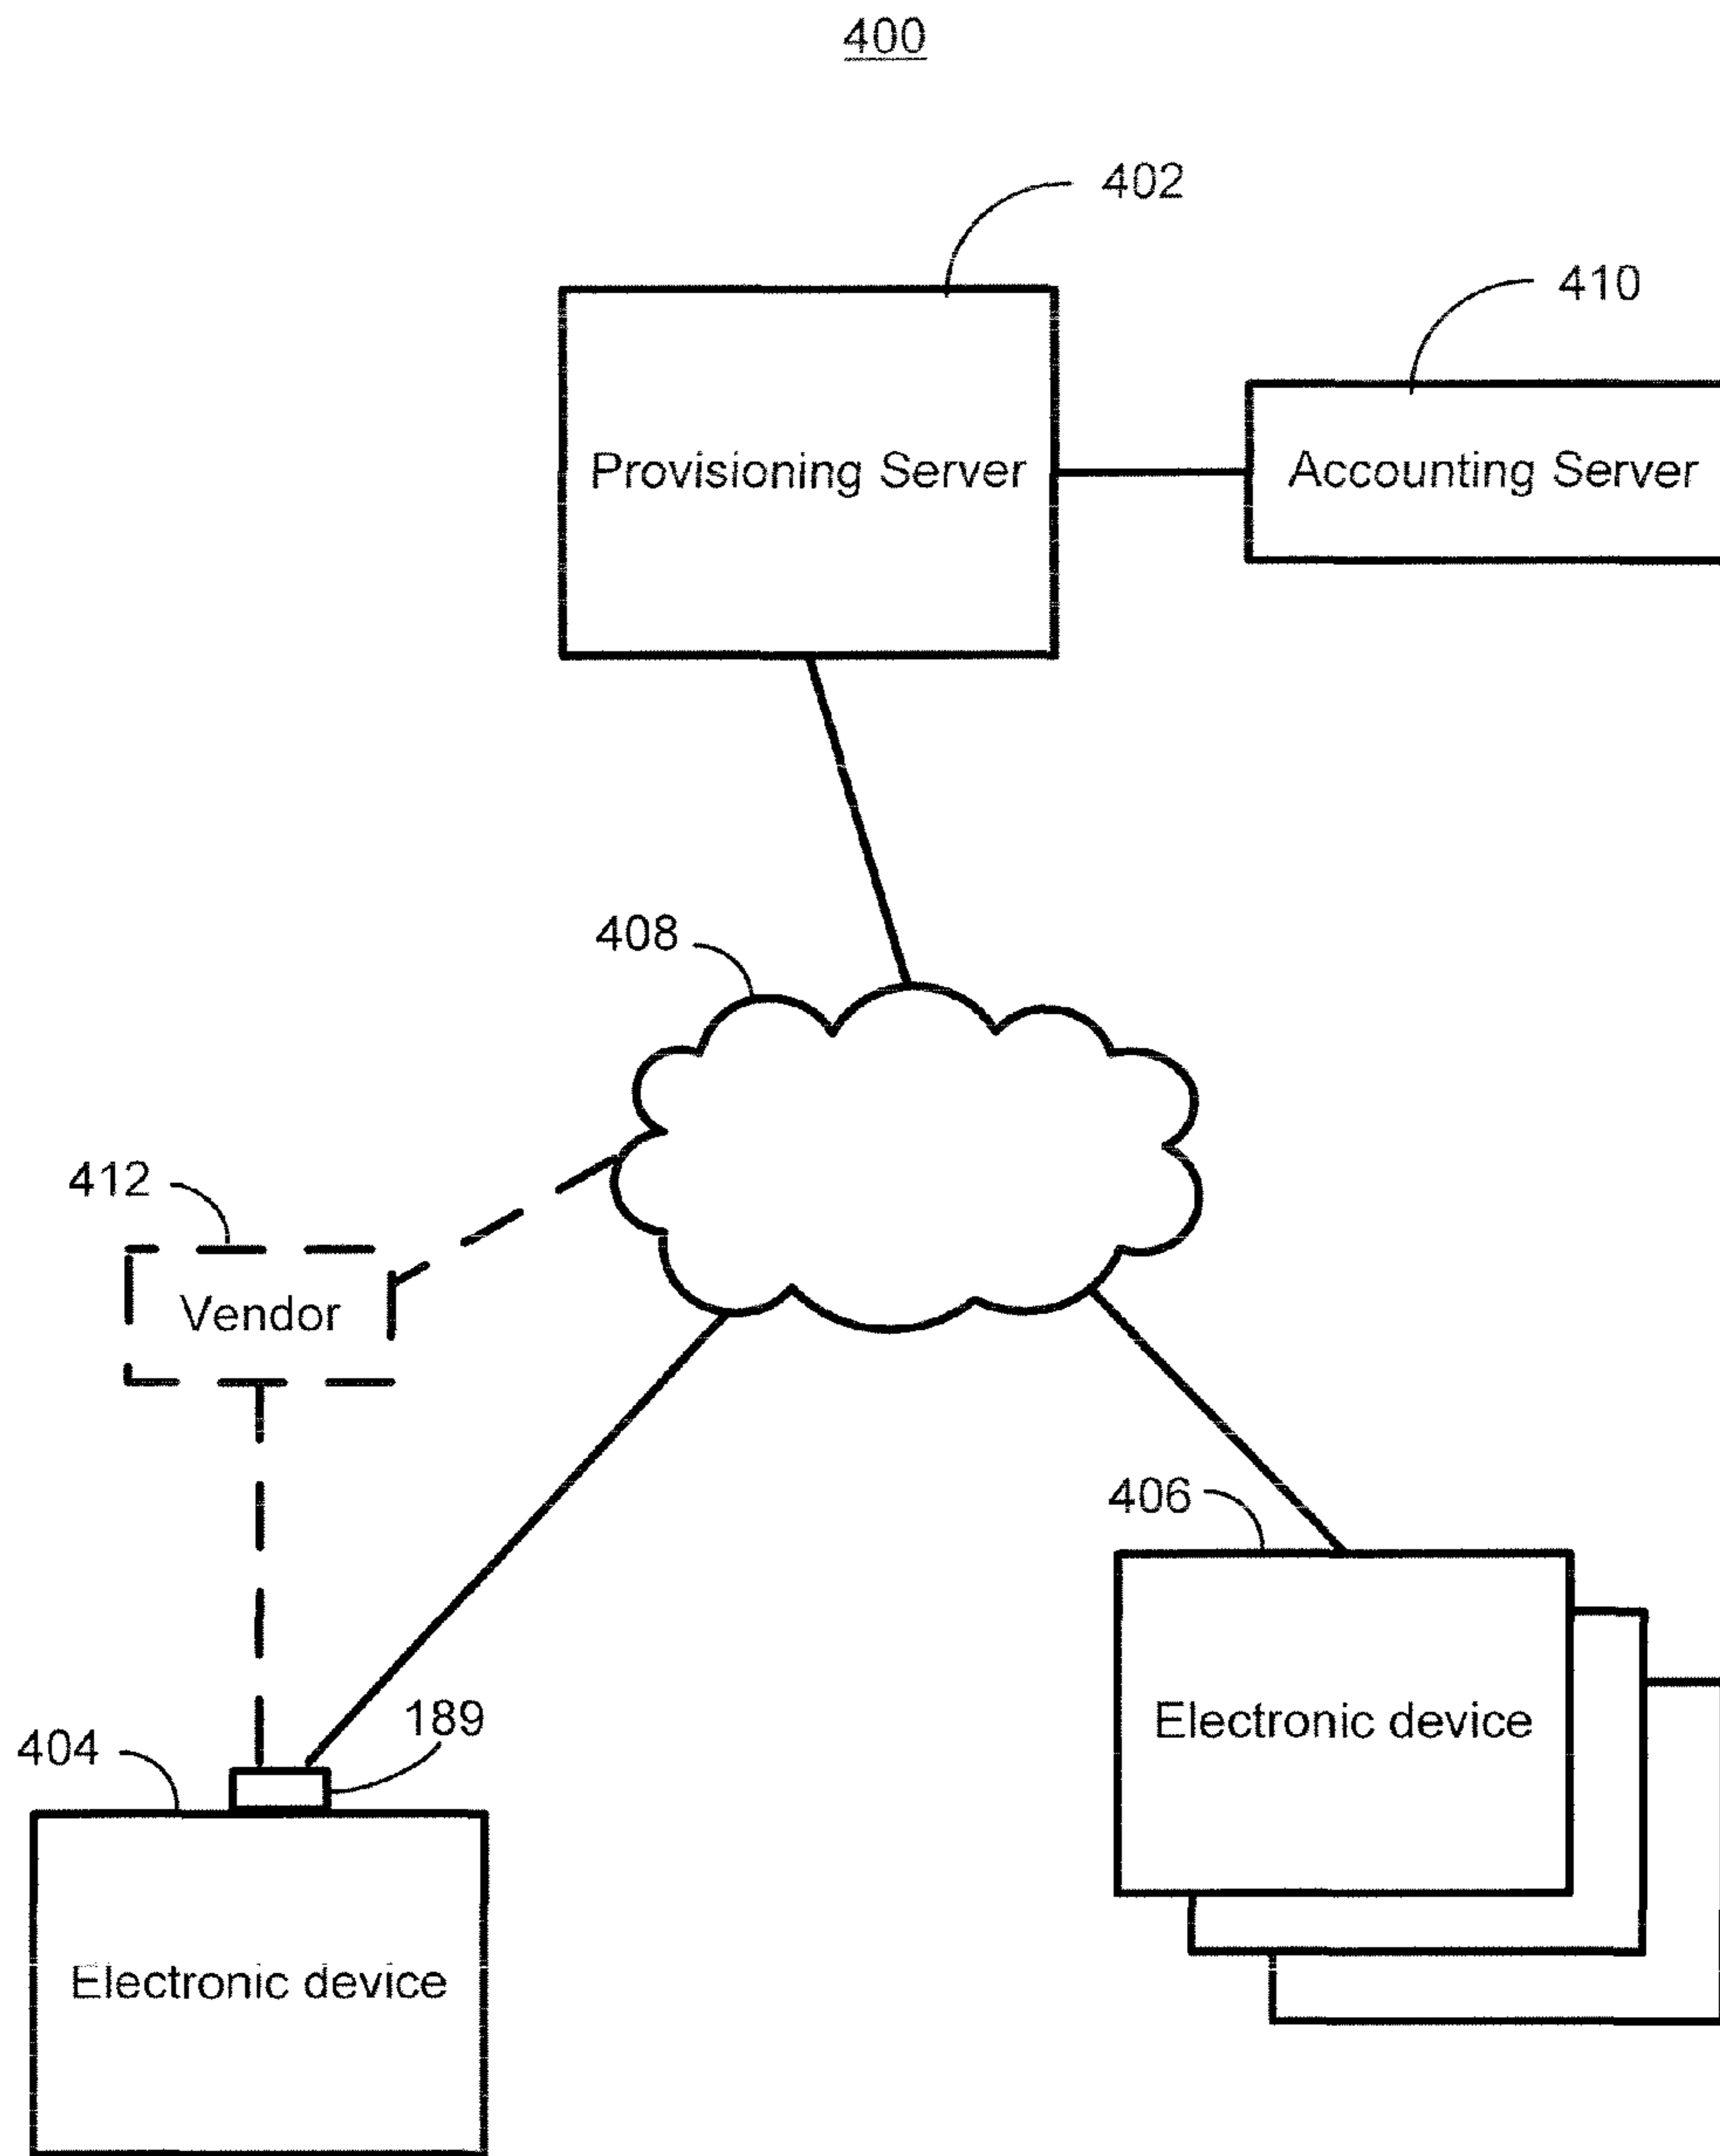 400
402
410
Provisioning Server
Accounting Server
408
412
Vendor
406
Electronic device
189
404
Electronic device